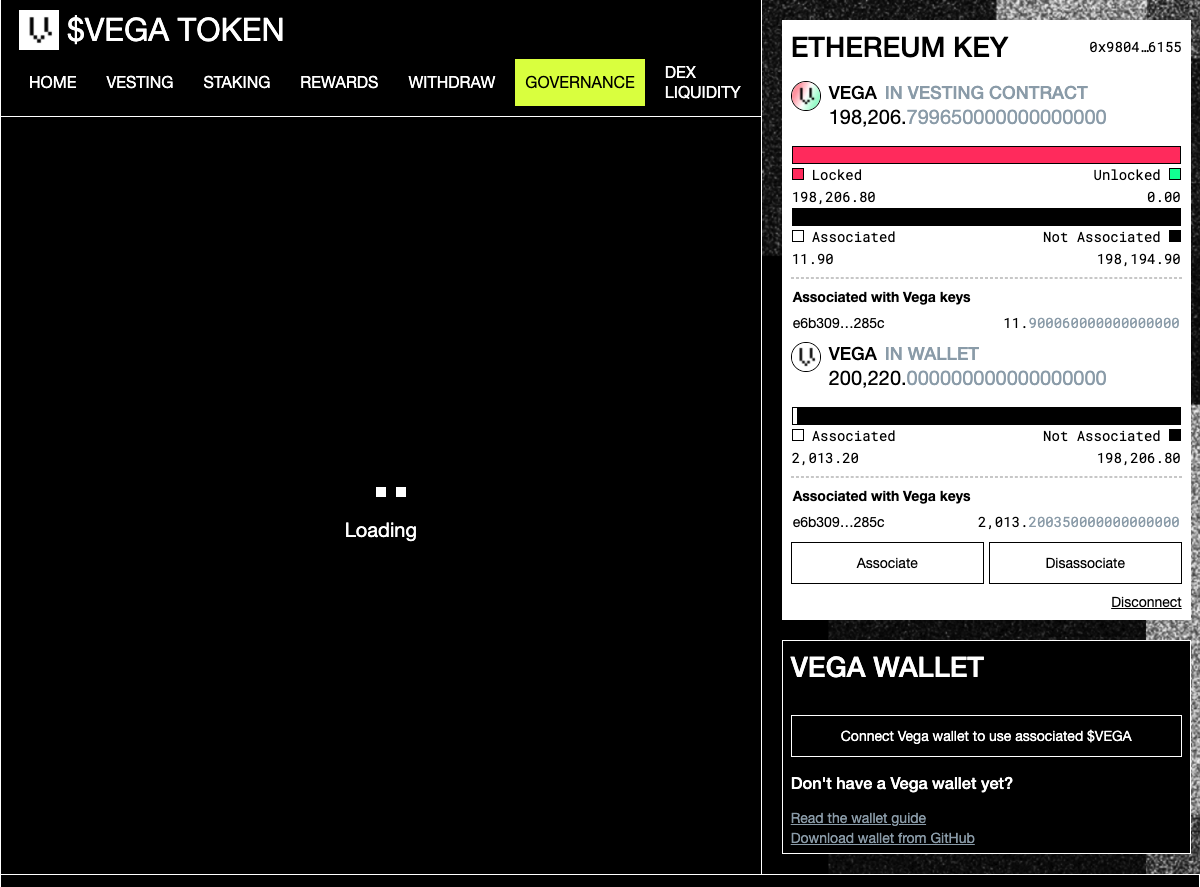 $VEGA TOKEN
HOME
VESTING
STAKING
REWARDS
WITHDRAW
GOVERNANCE
DEX
LIQUIDITY
Loading
ETHEREUM KEY
0x9804…6155
VEGA IN VESTING CONTRACT
198,206.799650000000000000
Locked
Unlocked
198,206.80
0.00
Associated
Not Associated
11.90
198,194.90
Associated with Vega keys
e6b309…285c
11.900060000000000000
VEGA IN WALLET
200,220.000000000000000000
Associated
Not Associated
2,013.20
198,206.80
Associated with Vega keys
e6b309…285c
2,013.200350000000000000
Associate
Disassociate
Disconnect
VEGA WALLET
Connect Vega wallet to use associated $VEGA
Don't have a Vega wallet yet?
Read the wallet guide
Download wallet from GitHub